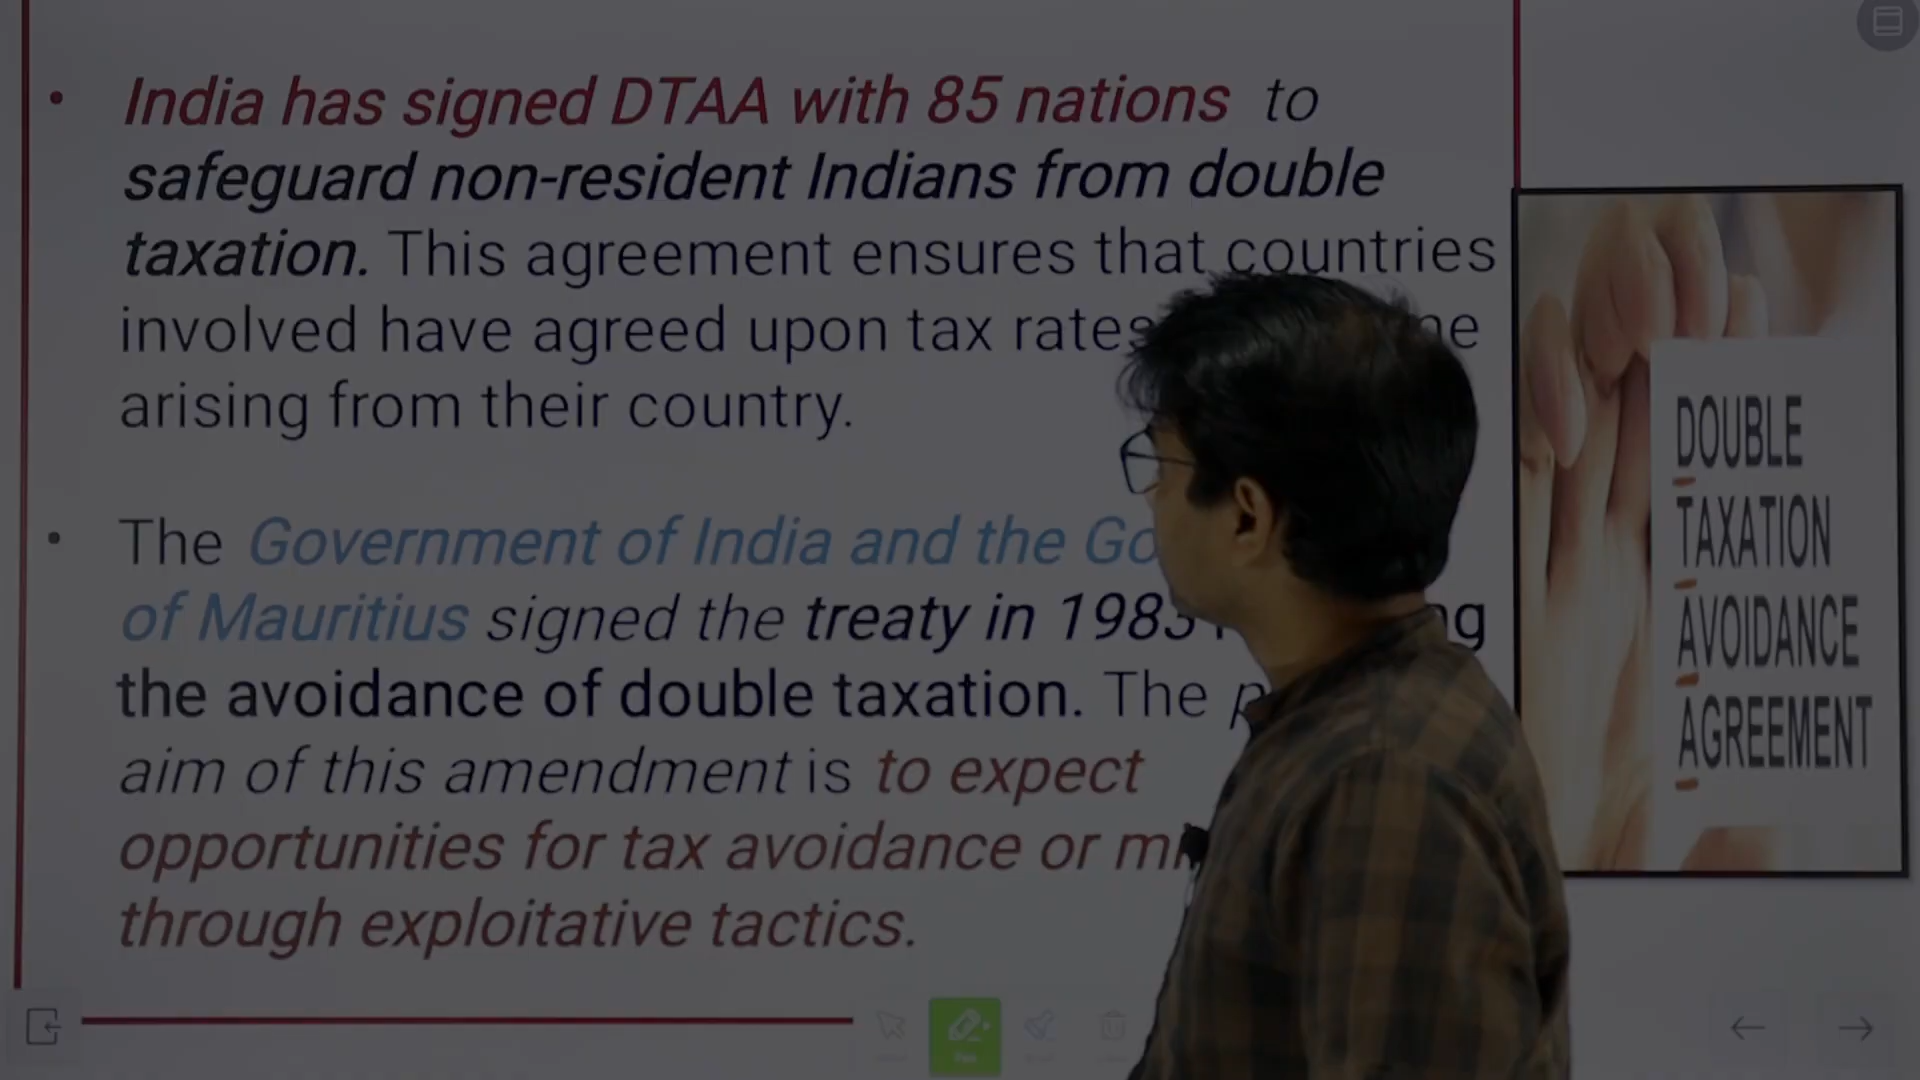 India has signed DTAA with 85 nations to
safeguard non-resident Indians from double
taxation. This agreement ensures that countries
involved have agreed upon tax rates
arising from their country.
The Government of India and the
of Mauritius signed the treaty in 1983
the avoidance of double taxation. The
aim of this amendment is to expect
opportunities for tax avoidance or
through exploitative tactics.
DOUBLE
TAXATION
AVOIDANCE
AGREEMENT